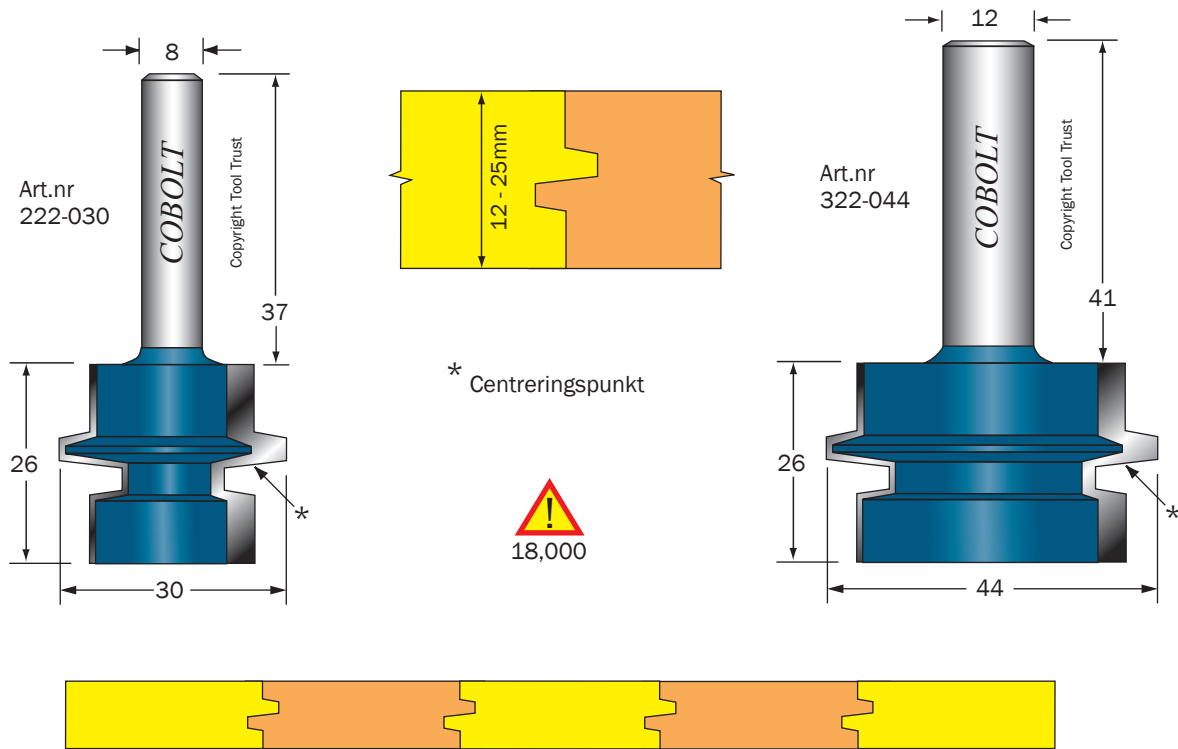 8
COBOLT
Copyright Tool Trust
Art.nr
222-030
37
26
30
*
12 - 25mm
* Centreringspunkt
!
18,000
12
COBOLT
Copyright Tool Trust
Art.nr
322-044
41
26
44
*